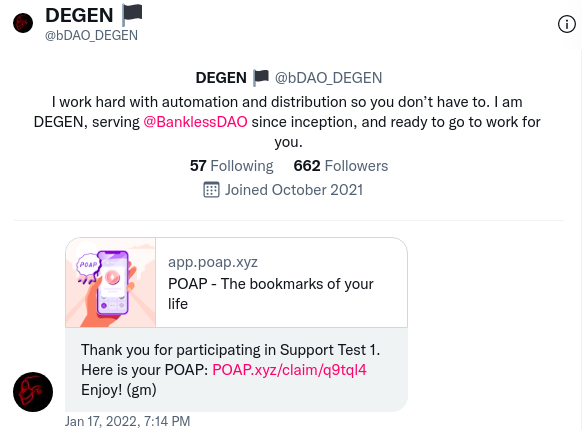 DEGEN 🏴
@bDAO_DEGEN
DEGEN 🏴 @bDAO_DEGEN
I work hard with automation and distribution so you don’t have to. I am
DEGEN, serving @BanklessDAO since inception, and ready to go to work for
you.
57 Following 662 Followers
Joined October 2021
POAP
app.poap.xyz
POAP - The bookmarks of your
life
Thank you for participating in Support Test 1.
Here is your POAP: POAP.xyz/claim/q9tql4
Enjoy! (gm)
Jan 17, 2022, 7:14 PM